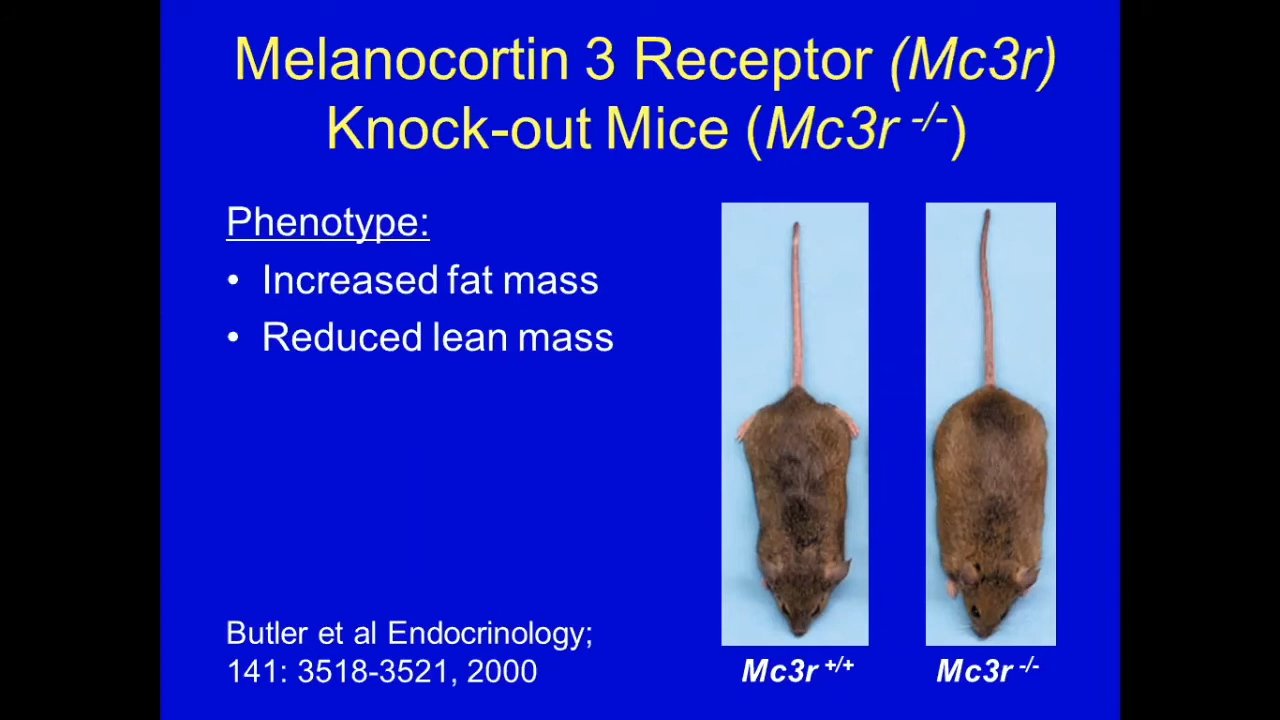 Melanocortin 3 Receptor (Mc3r)
Knock-out Mice (Mc3r -/-)
Phenotype:
• Increased fat mass
• Reduced lean mass
Butler et al Endocrinology;
141: 3518-3521, 2000
Mc3r +/+
Mc3r -/-